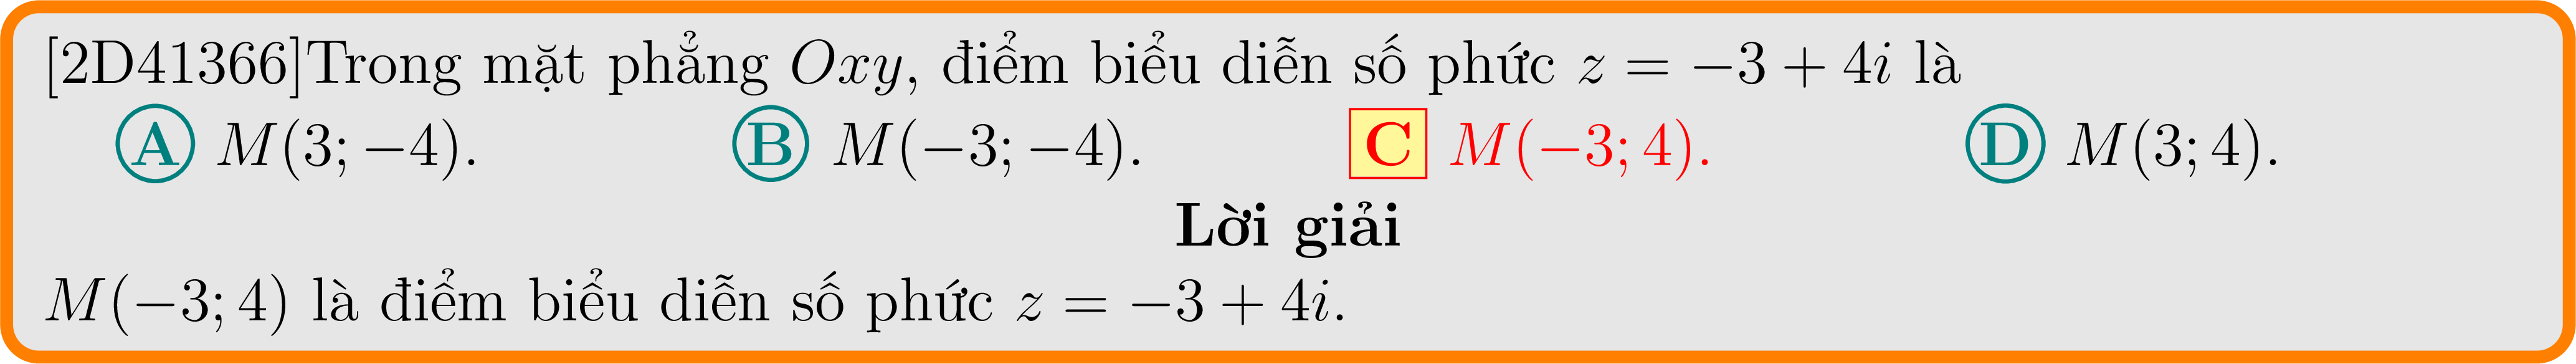 [2D41366]Trong mặt phẳng Oxy, điểm biểu diễn số phức z = −3 + 4i là
A M(3; −4). B M(−3; −4). C M(−3; 4). D M(3; 4).
Lời giải
M(−3; 4) là điểm biểu diễn số phức z = −3 + 4i.